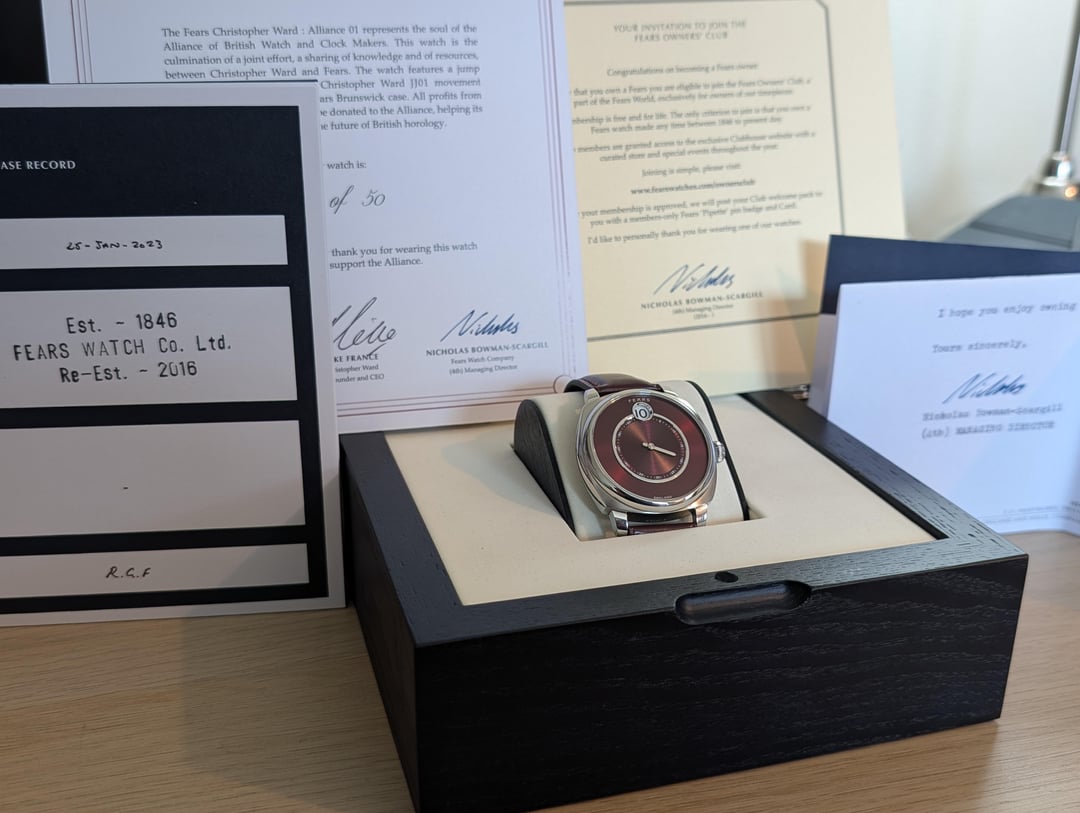 ASE RECORD
25-JAN-2023
Est. ~ 1846
FEARS WATCH Co. Ltd.
Re-Est. ~ 2016
-
R.G.F
The Fears Christopher Ward : Alliance 01 represents the soul of the
Alliance of British Watch and Clock Makers. This watch is the
culmination of a joint effort, a sharing of knowledge and of resources,
between Christopher Ward and Fears. The watch features a jump
Christopher Ward JJ01 movement
ars Brunswick case. All profits from
e donated to the Alliance, helping its
e future of British horology.
watch is:
of 50
thank you for wearing this watch
support the Alliance.
KE FRANCE
istopher Ward
ounder and CEO
Nicholas
NICHOLAS BOWMAN-SCARGILL
Fears Watch Company
(4th) Managing Director
YOUR INVITATION TO JOIN THE
FEARS OWNERS' CLUB
Congratulations on becoming a Fears owner.
that you own a Fears you are eligible to join the Fears Owners' Club, a
part of the Fears World, exclusively for owners of our timepieces.
mbership is free and for life. The only criterion to join is that you own a
Fears watch made any time between 1846 to present day.
members are granted access to the exclusive Clubhouse website with a
curated store and special events throughout the year.
Joining is simple, please visit:
www.fearswatches.com/ownersclub
your membership is approved, we will post your Club welcome pack to
you with a members-only Fears 'Pipette' pin badge and Card.
I'd like to personally thank you for wearing one of our watches.
Nicholas
NICHOLAS BOWMAN-SCARGILL
(4th) Managing Director
(2016 - )
I hope you enjoy owning
Yours sincerely,
Nicholas
Nicholas Bowman-Scargill
(4th) MANAGING DIRECTOR
FEARS
10